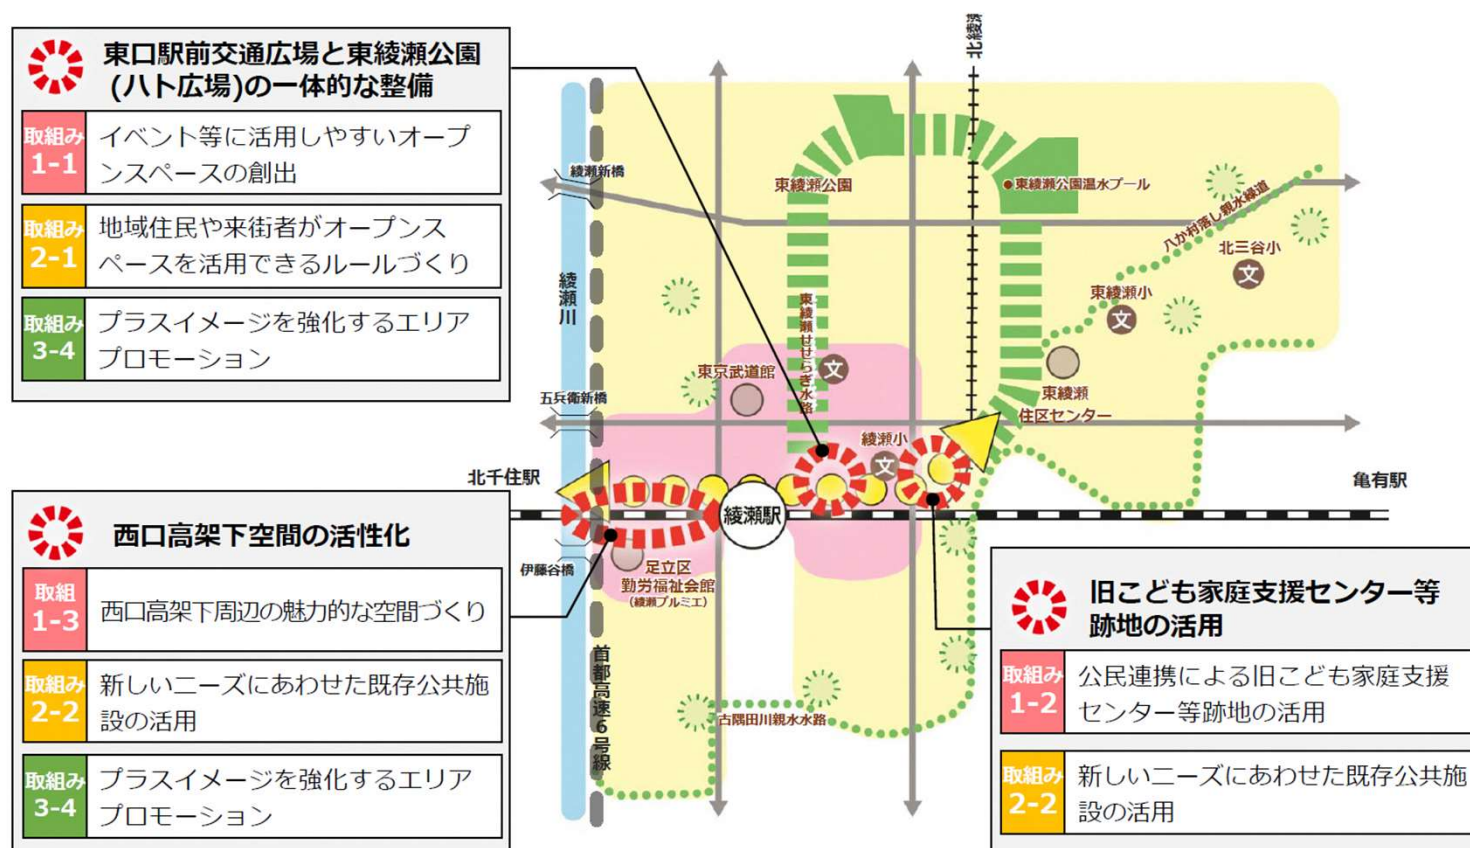 東口駅前交通広場と東綾瀬公園
(ハト広場)の一体的な整備
取組み
1-1
イベント等に活用しやすいオープ
ンスペースの創出
取組み
2-1
地域住民や来街者がオープンス
ペースを活用できるルールづくり
取組み
3-4
プラスイメージを強化するエリア
プロモーション
西口高架下空間の活性化
取組
1-3
西口高架下周辺の魅力的な空間づくり
取組み
2-2
新しいニーズにあわせた既存公共施
設の活用
取組み
3-4
プラスイメージを強化するエリア
プロモーション
旧こども家庭支援センター等
跡地の活用
取組み
1-2
公民連携による旧こども家庭支援
センター等跡地の活用
取組み
2-2
新しいニーズにあわせた既存公共施
設の活用
北綾瀬
綾瀬新橋
東綾瀬公園
東綾瀬公園温水プール
八か村落し親水緑道
北三谷小
文
東綾瀬小
文
綾瀬川
東綾瀬せせらぎ水路
東京武道館
文
東綾瀬
住区センター
五兵衛新橋
綾瀬小
文
北千住駅
亀有駅
綾瀬駅
伊藤谷橋
足立区
勤労福祉会館
(綾瀬プルミエ)
首都高速6号線
古隅田川親水水路